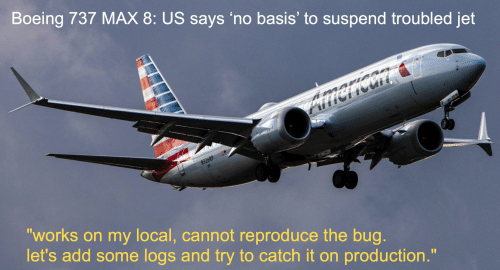 Boeing 737 MAX 8: US says ‘no basis’ to suspend troubled jet
American
"works on my local, cannot reproduce the bug.
let's add some logs and try to catch it on production."